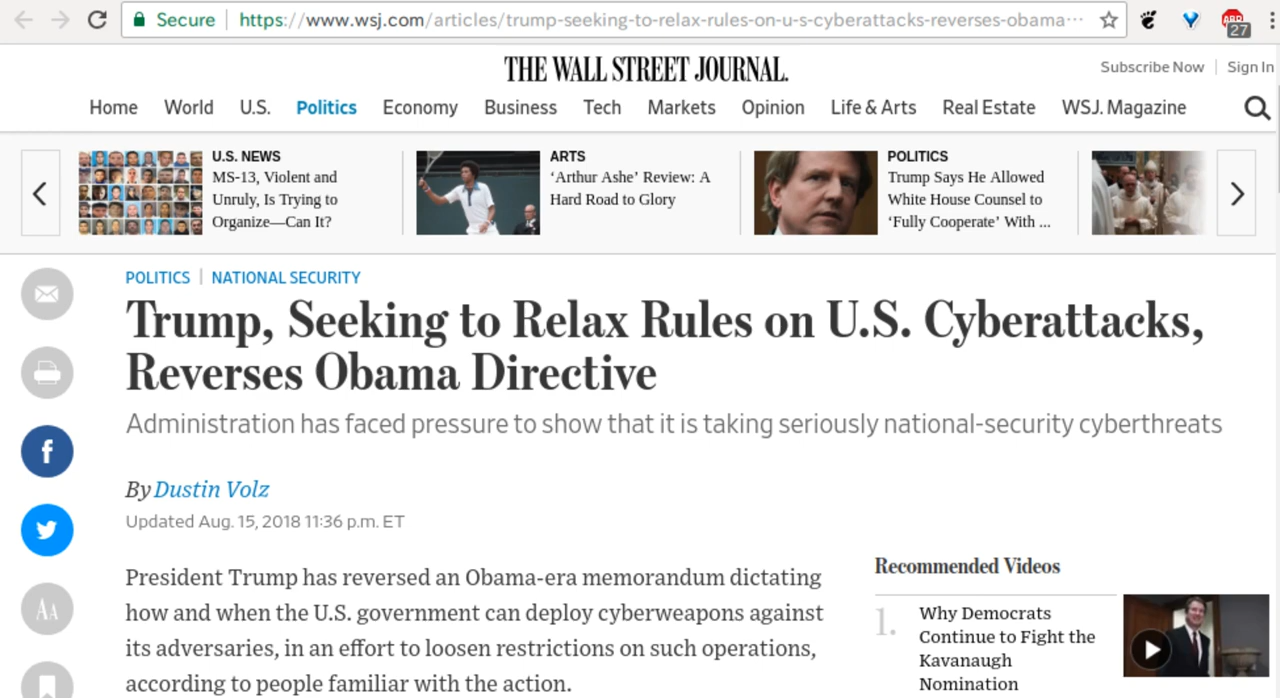 Secure https://www.wsj.com/articles/trump-seeking-to-relax-rules-on-u-s-cyberattacks-reverses-obama…
ABP
27
THE WALL STREET JOURNAL.
Subscribe Now | Sign In
Home World U.S. Politics Economy Business Tech Markets Opinion Life & Arts Real Estate WSJ. Magazine
U.S. NEWS
MS-13, Violent and
Unruly, Is Trying to
Organize—Can It?
ARTS
‘Arthur Ashe’ Review: A
Hard Road to Glory
POLITICS
Trump Says He Allowed
White House Counsel to
‘Fully Cooperate’ With ...
POLITICS | NATIONAL SECURITY
Trump, Seeking to Relax Rules on U.S. Cyberattacks,
Reverses Obama Directive
Administration has faced pressure to show that it is taking seriously national-security cyberthreats
By Dustin Volz
Updated Aug. 15, 2018 11:36 p.m. ET
f
AA
President Trump has reversed an Obama-era memorandum dictating
how and when the U.S. government can deploy cyberweapons against
its adversaries, in an effort to loosen restrictions on such operations,
according to people familiar with the action.
Recommended Videos
1. Why Democrats
Continue to Fight the
Kavanaugh
Nomination